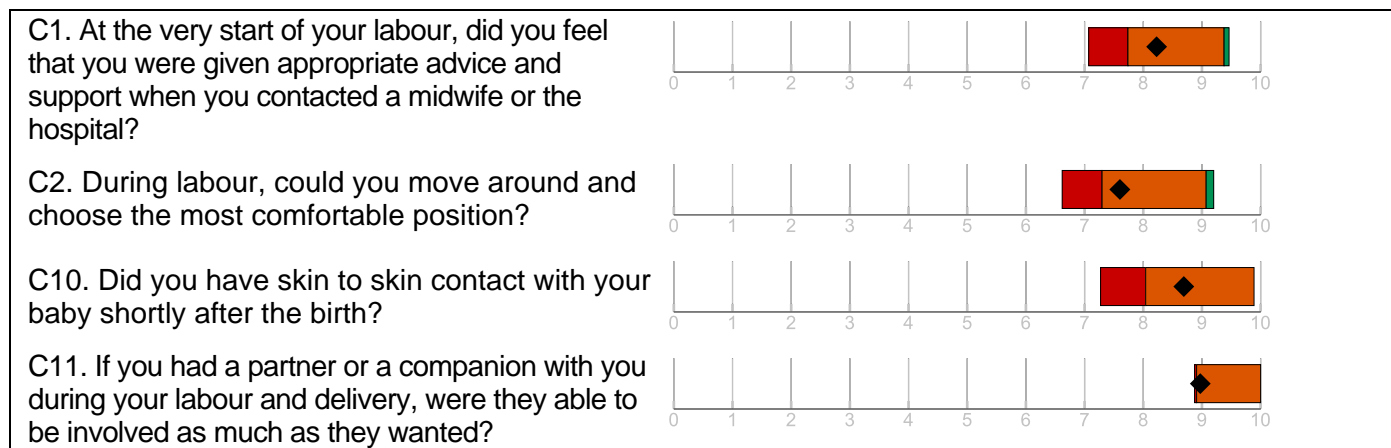 C1. At the very start of your labour, did you feel
that you were given appropriate advice and
support when you contacted a midwife or the
hospital?
0 1 2 3 4 5 6 7 8 9 10
C2. During labour, could you move around and
choose the most comfortable position?
0 1 2 3 4 5 6 7 8 9 10
C10. Did you have skin to skin contact with your
baby shortly after the birth?
0 1 2 3 4 5 6 7 8 9 10
C11. If you had a partner or a companion with you
during your labour and delivery, were they able to
be involved as much as they wanted?
0 1 2 3 4 5 6 7 8 9 10